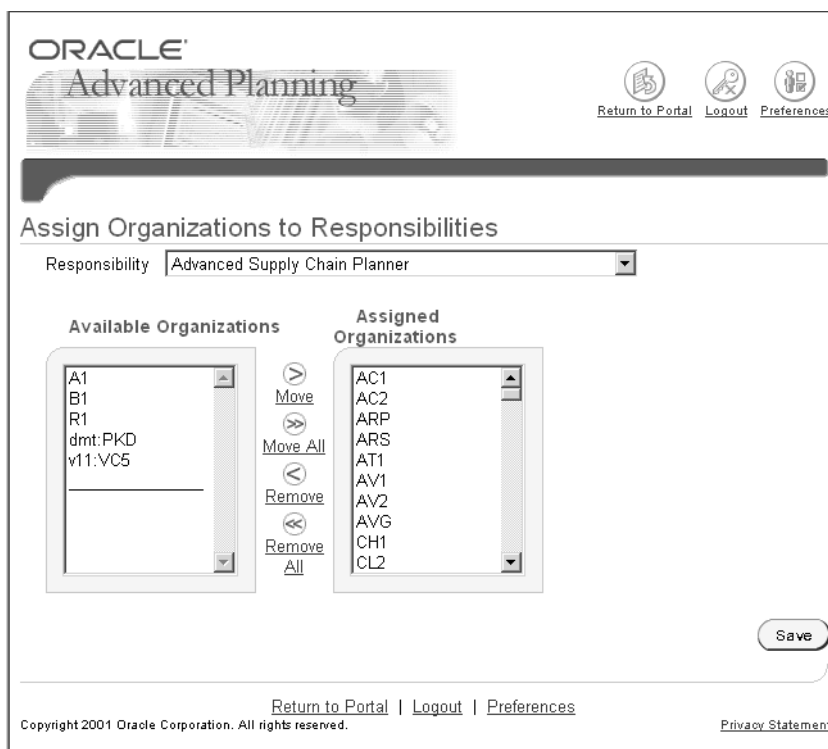 ORACLE'
Advanced Planning
Return to Portal Logout Preferences
Assign Organizations to Responsibilities
Responsibility Advanced Supply Chain Planner
Available Organizations
Assigned
Organizations
A1
B1
R1
dmt:PKD
v11:VC5
>
Move
>>
Move All
<
Remove
<<
Remove
All
AC1
AC2
ARP
ARS
AT1
AV1
AV2
AVG
CH1
CL2
Save
Return to Portal | Logout | Preferences
Copyright 2001 Oracle Corporation. All rights reserved.
Privacy Statement